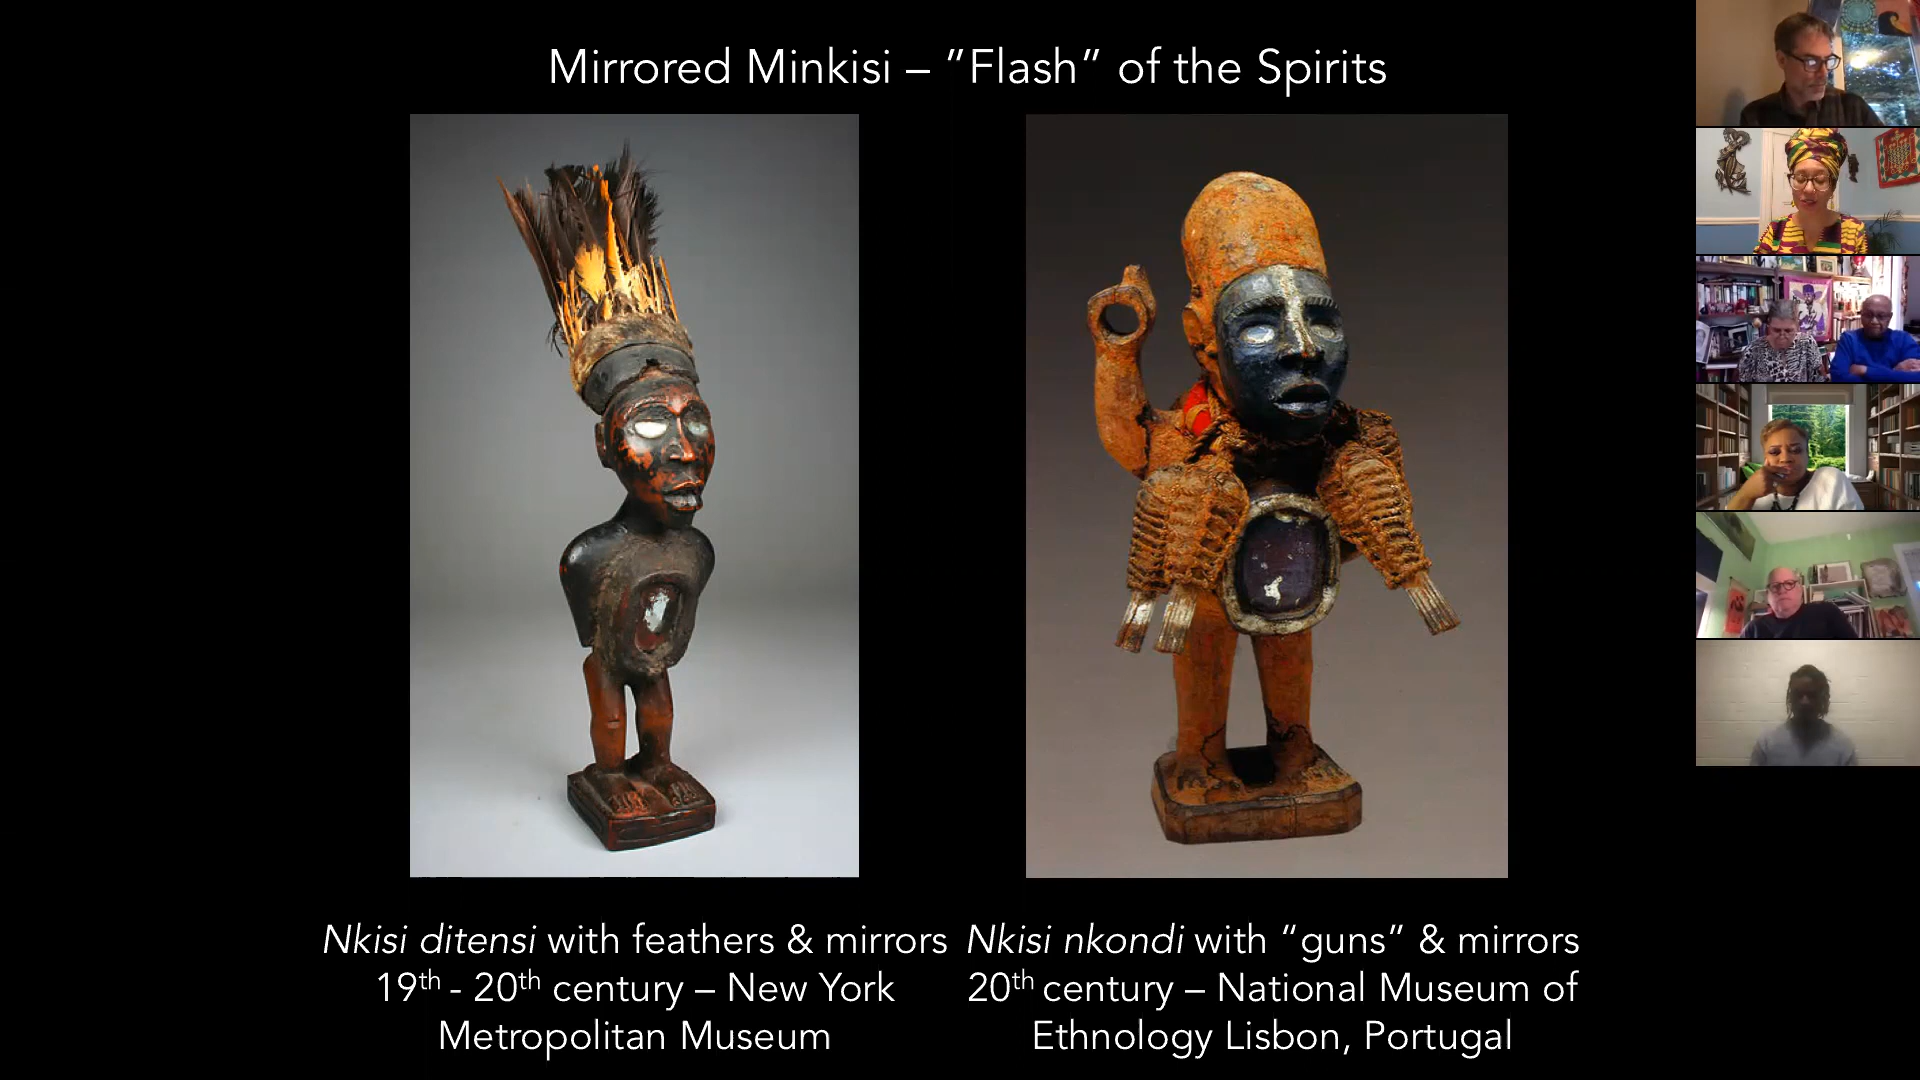 Mirrored Minkisi – "Flash" of the Spirits
Nkisi ditensi with feathers & mirrors
19th - 20th century – New York
Metropolitan Museum
Nkisi nkondi with "guns" & mirrors
20th century – National Museum of
Ethnology Lisbon, Portugal